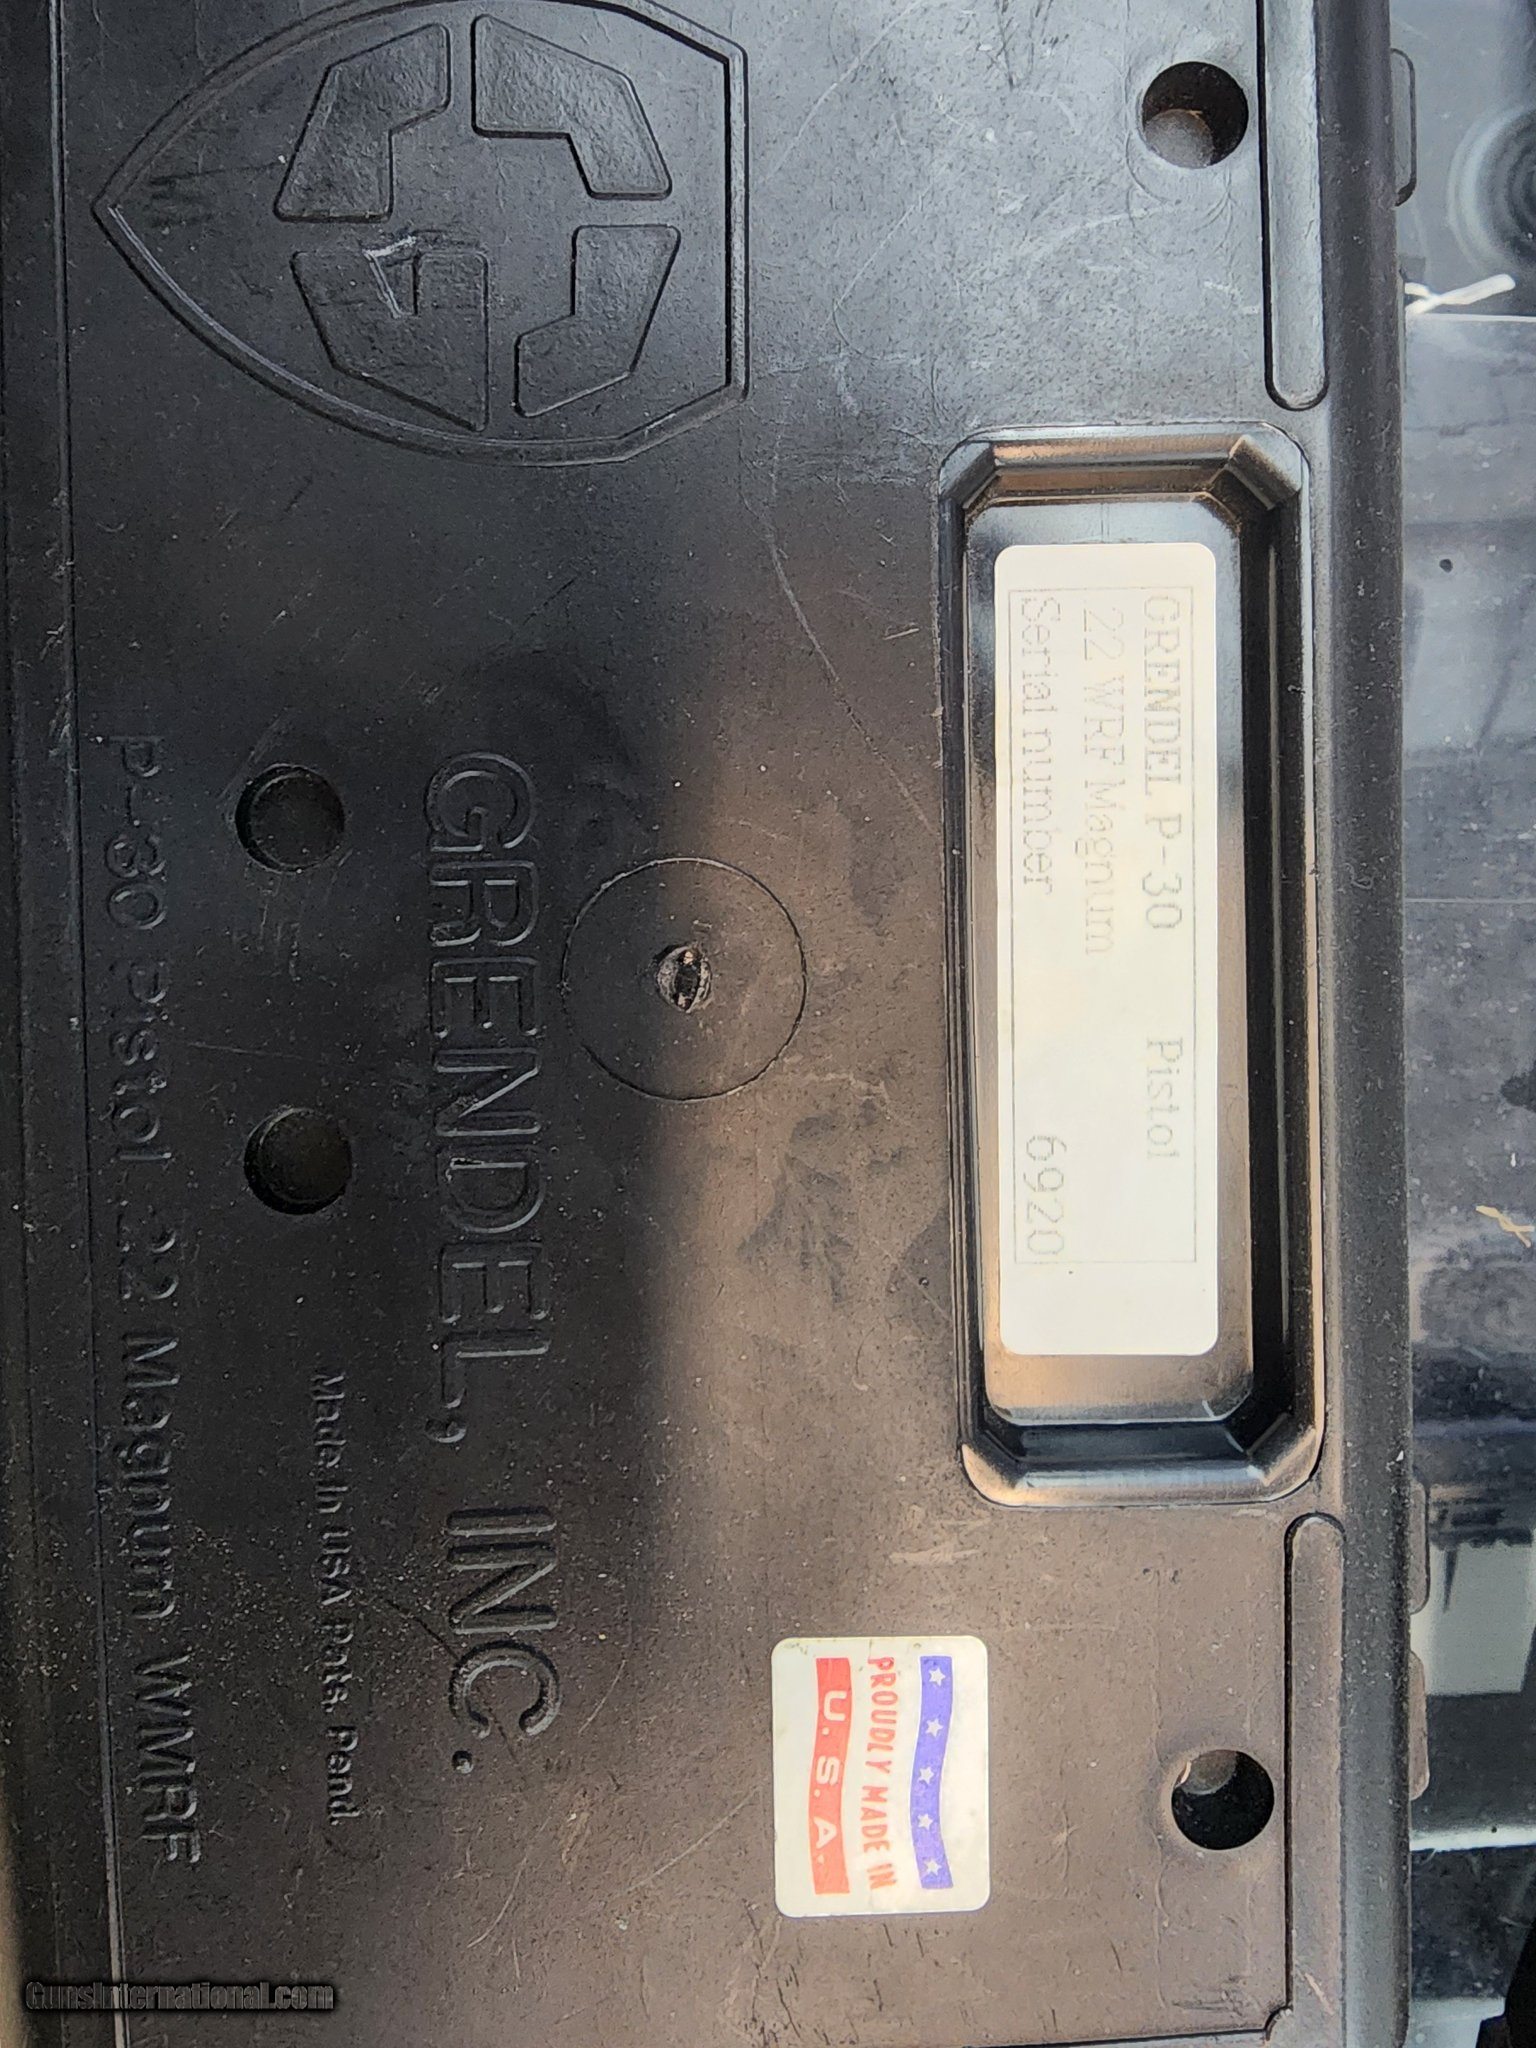 GRENDEL P-30 Pistol
22 WRF Magnum
Serial number 6920
PROUDLY MADE IN
U.S.A.
GRENDEL, INC.
Made In USA Pats. Pend.
P-30 Pistol .22 Magnum WMRF
GunsInternational.com